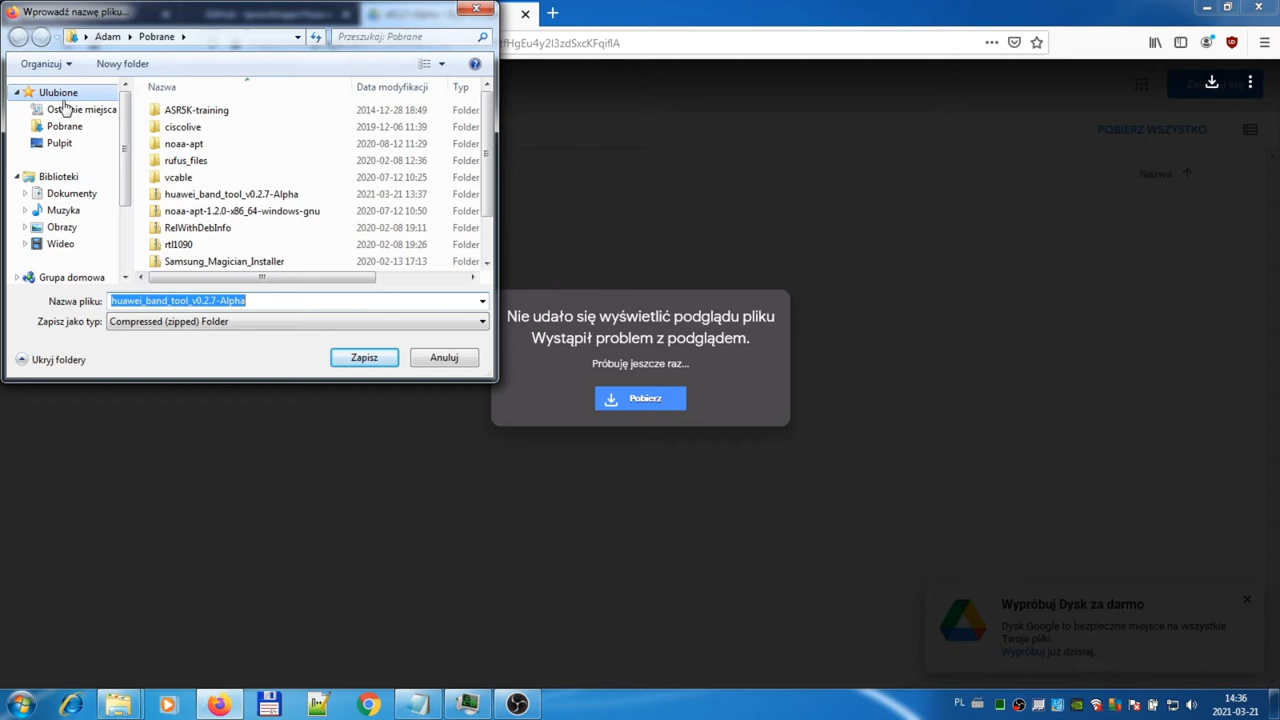 Wprowadź nazwę pliku...
Adam
Pobrane
Przeszukaj: Pobrane
tfHgEu4y2I3zdSxcKFqiflA
Organizuj
New folder
Ulubione
Ostatnie miejsca
Pobrane
Pulpit
Biblioteki
Dokumenty
Muzyka
Obrazy
Wideo
Grupa domowa
Nazwa
Data modyfikacji
Typ
ASR5K-training
2014-12-28 18:49
Folder
ciscolive
2019-12-06 11:39
Folder
noaa-apt
2020-08-12 11:29
Folder
rufus_files
2020-02-08 12:36
Folder
vcable
2020-07-12 10:25
Folder
huawei_band_tool_v0.2.7-Alpha
2021-03-21 13:37
Folder
noaa-apt-1.2.0-x86_64-windows-gnu
2020-07-12 10:50
Folder
RelWithDebInfo
2020-02-08 19:11
Folder
rtl1090
2020-02-08 19:26
Folder
Samsung_Magician_Installer
2020-02-13 17:13
Folder
Nazwa pliku:
huawei_band_tool_v0.2.7-Alpha
Zapisz jako typ:
Compressed (zipped) Folder
Ukryj foldery
Zapisz
Anuluj
POBIERZ WSZYSTKO
Nazwa
Nie udało się wyświetlić podglądu pliku
Wystąpił problem z podglądem.
Próbuję jeszcze raz...
Pobierz
Wypróbuj Dysk za darmo
Dysk Google to bezpieczne miejsce na wszystkie
Twoje pliki.
Wypróbuj już dzisiaj.
PL
14:36
2021-03-21